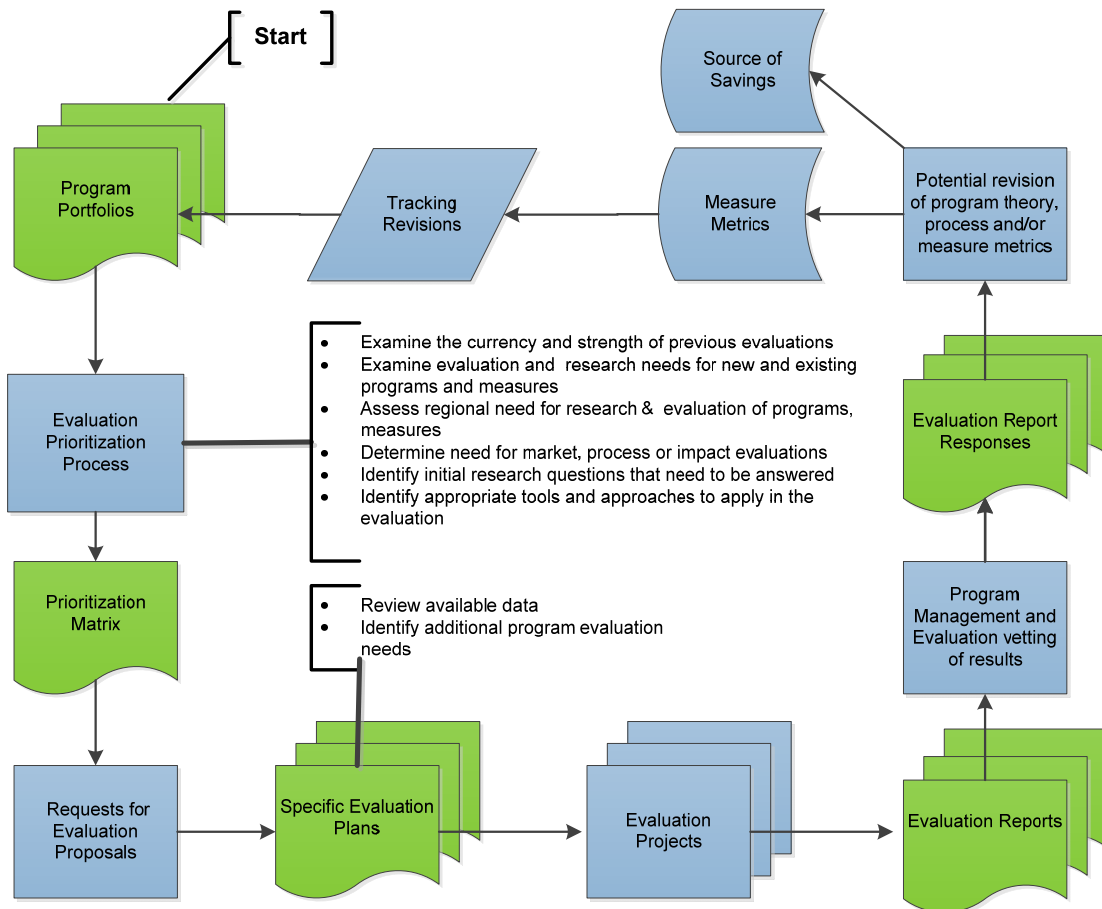 Start
Source of
Savings
Program
Portfolios
Tracking
Revisions
Measure
Metrics
Potential revision
of program theory,
process and/or
measure metrics
Evaluation
Prioritization
Process
• Examine the currency and strength of previous evaluations
• Examine evaluation and research needs for new and existing
programs and measures
• Assess regional need for research & evaluation of programs,
measures
• Determine need for market, process or impact evaluations
• Identify initial research questions that need to be answered
• Identify appropriate tools and approaches to apply in the
evaluation
Evaluation Report
Responses
Prioritization
Matrix
• Review available data
• Identify additional program evaluation
needs
Program
Management and
Evaluation vetting
of results
Requests for
Evaluation
Proposals
Specific Evaluation
Plans
Evaluation
Projects
Evaluation Reports